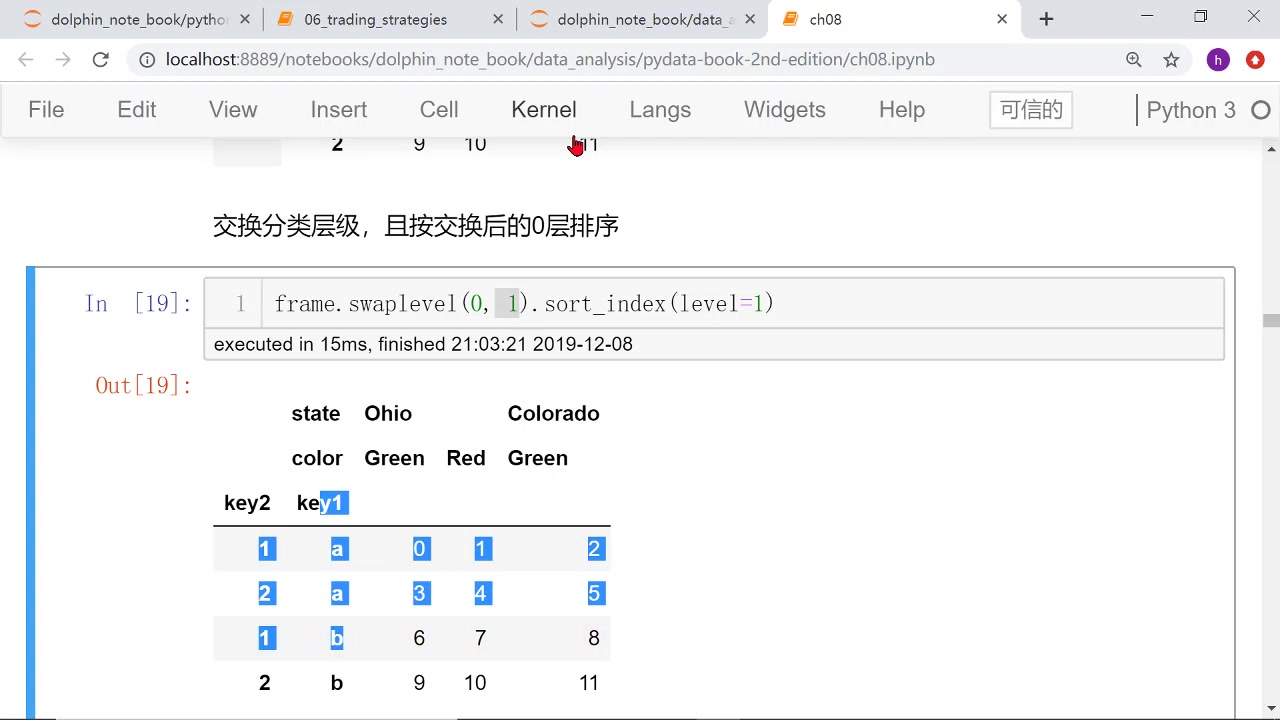 dolphin_note_book/python
06_trading_strategies
dolphin_note_book/data_a
ch08
localhost:8889/notebooks/dolphin_note_book/data_analysis/pydata-book-2nd-edition/ch08.ipynb
h
File Edit View Insert Cell Kernel Langs Widgets Help 可信的 Python 3
2 9 10 11
交换分类层级，且按交换后的0层排序
In [19]: 1 frame.swaplevel(0, 1).sort_index(level=1)
executed in 15ms, finished 21:03:21 2019-12-08
Out[19]:
state Ohio Colorado
color Green Red Green
key2 key1
1 a 0 1 2
2 a 3 4 5
1 b 6 7 8
2 b 9 10 11